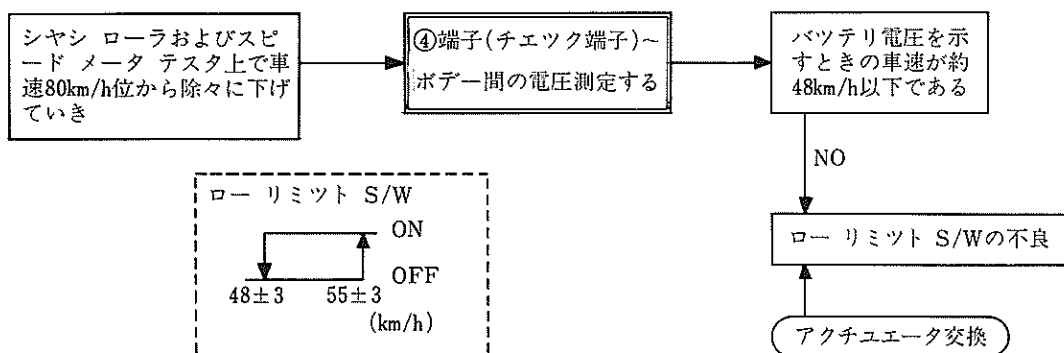 シヤシ ローラおよびスピ
ード メータ テスタ上で車
速80km/h位から除々に下げ
ていき
④端子(チエツク端子)~
ボデー間の電圧測定する
バツテリ電圧を示
すときの車速が約
48km/h以下である
NO
ロー リミツト S/W
ON
OFF
48±3 55±3
(km/h)
ロー リミツト S/Wの不良
アクチユエータ交換